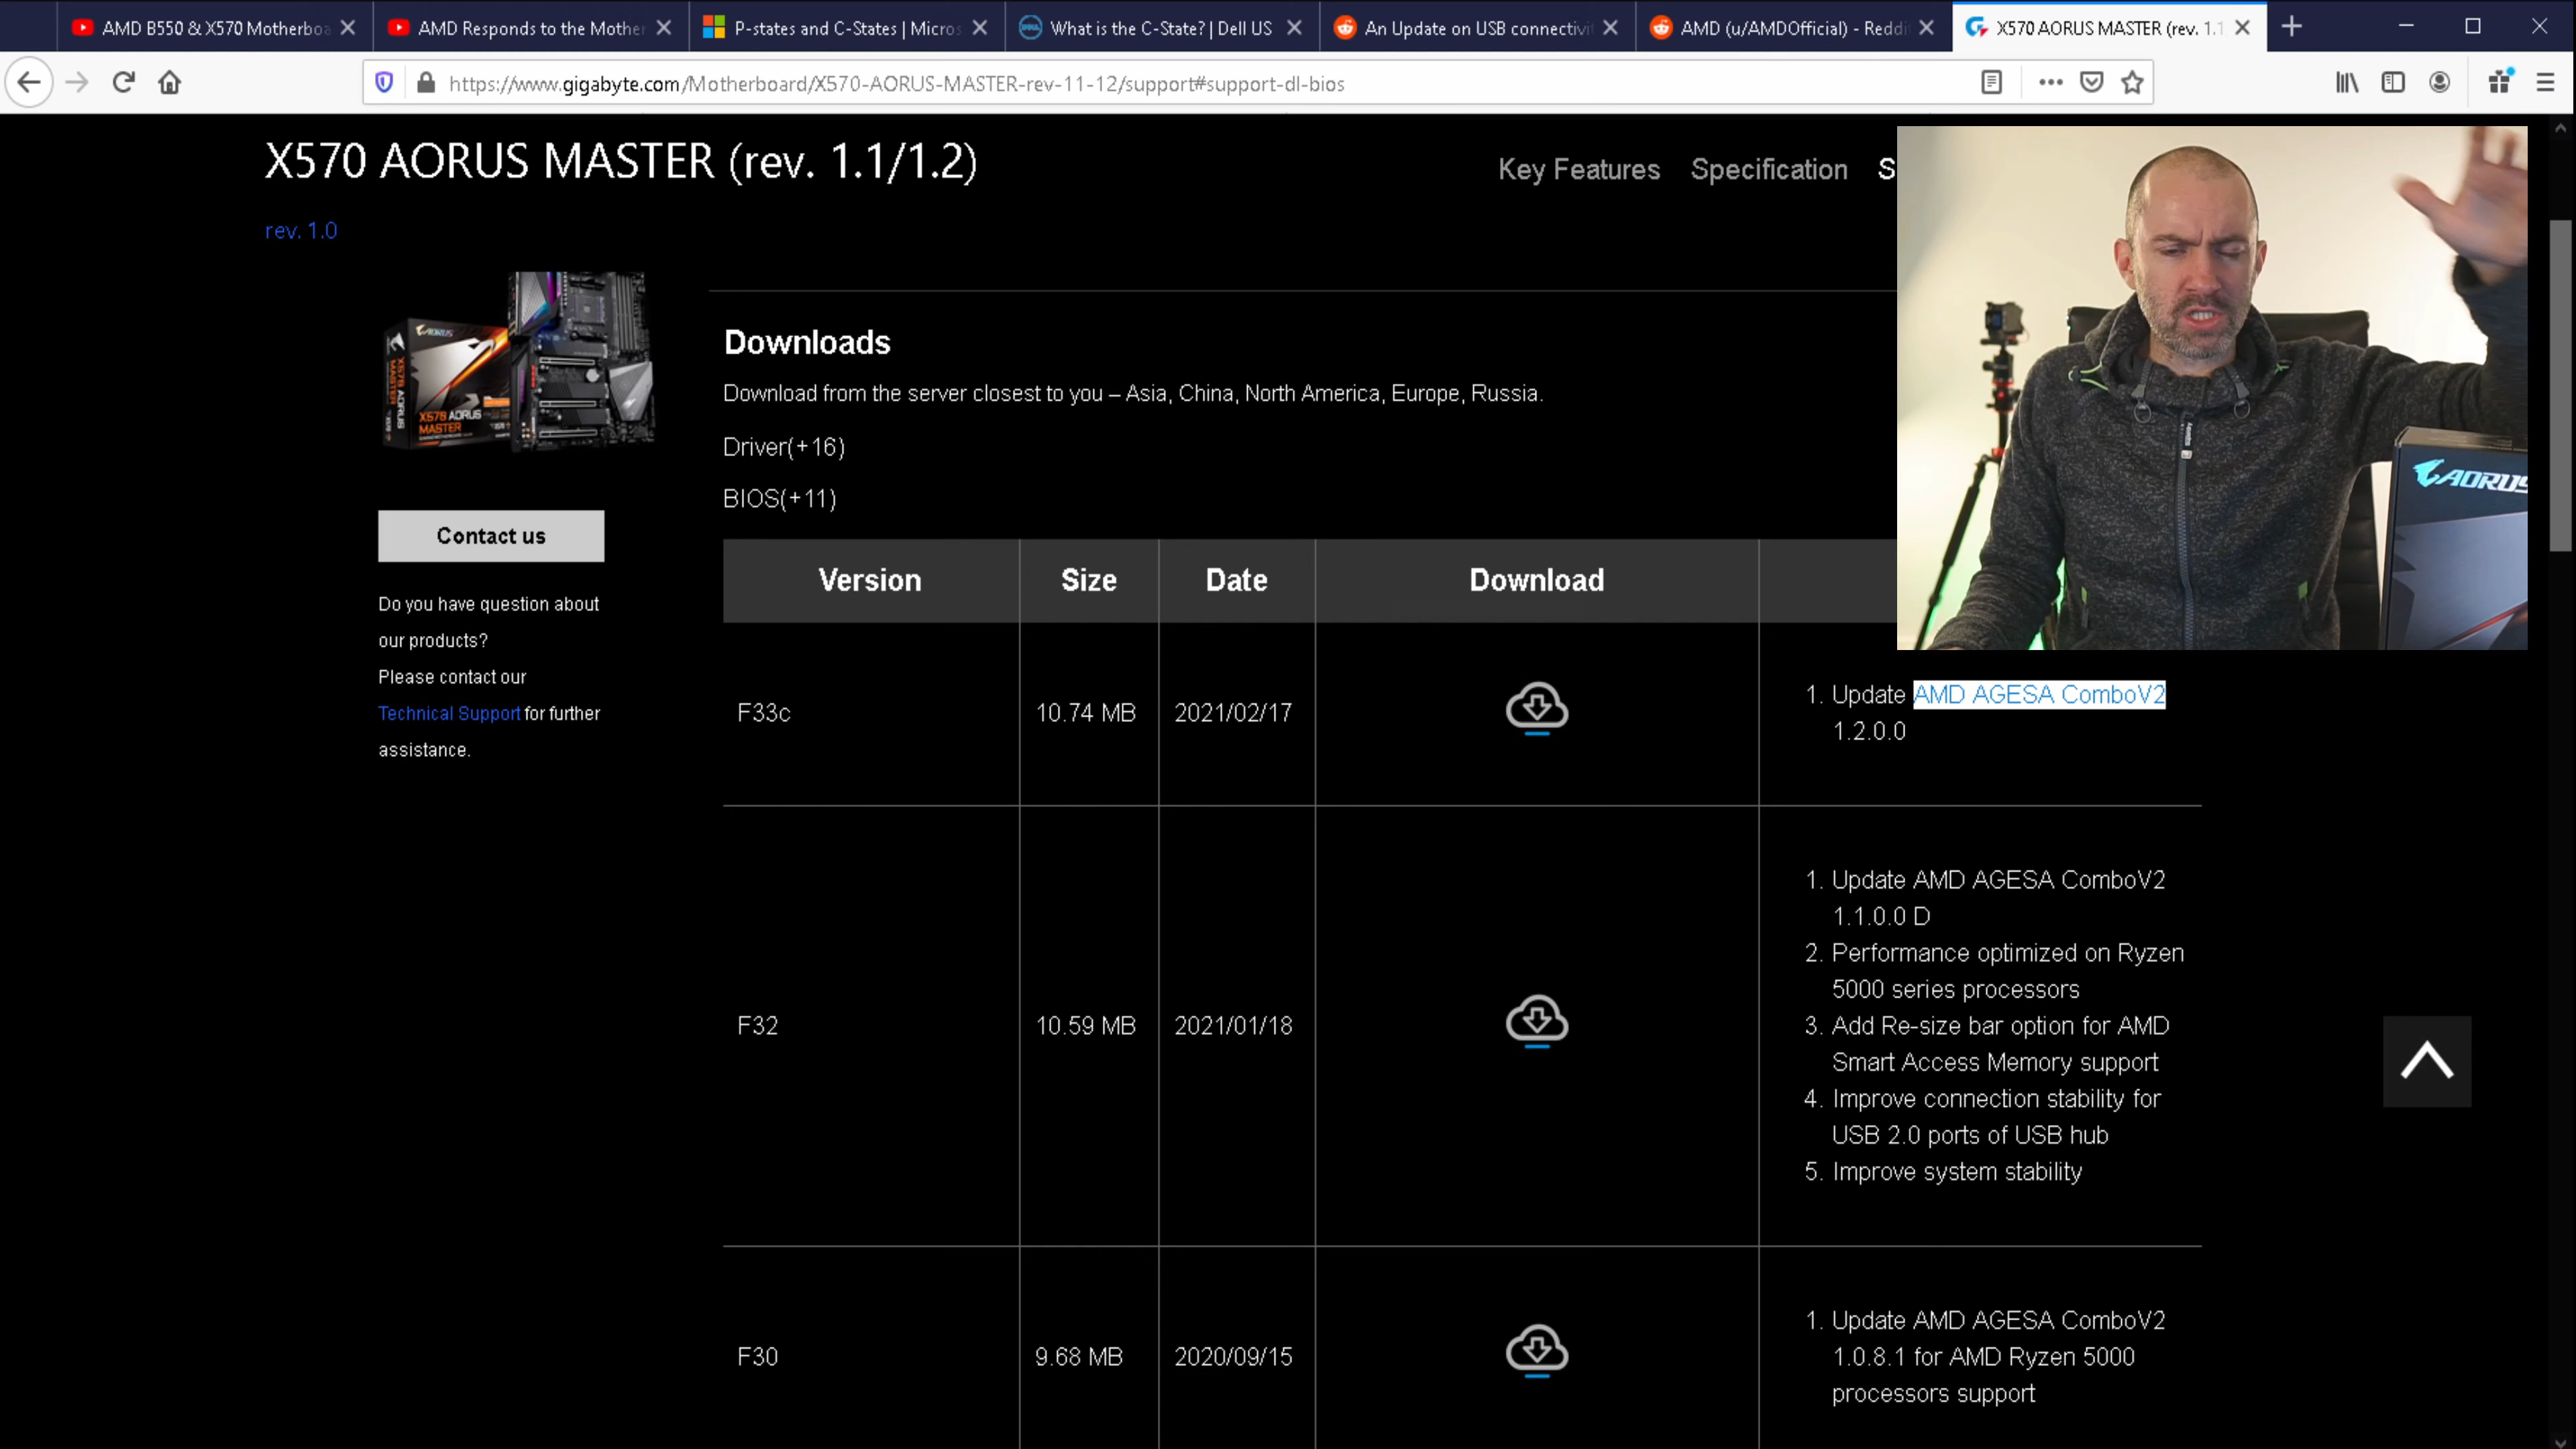 AMD B550 & X570 Motherboa
AMD Responds to the Mother
P-states and C-States | Micros
What is the C-State? | Dell US
An Update on USB connectivi
AMD (u/AMDOfficial) - Reddi
X570 AORUS MASTER (rev. 1.1
https://www.gigabyte.com/Motherboard/X570-AORUS-MASTER-rev-11-12/support#support-dl-bios
X570 AORUS MASTER (rev. 1.1/1.2)
Key Features Specification S
rev. 1.0
AORUS
X570 AORUS MASTER
X570 AORUS
MASTER
Contact us
Do you have question about
our products?
Please contact our
Technical Support for further
assistance.
Downloads
Download from the server closest to you – Asia, China, North America, Europe, Russia.
Driver(+16)
BIOS(+11)
Version Size Date Download
F33c 10.74 MB 2021/02/17
1. Update AMD AGESA ComboV2
1.2.0.0
F32 10.59 MB 2021/01/18
1. Update AMD AGESA ComboV2
1.1.0.0 D
2. Performance optimized on Ryzen
5000 series processors
3. Add Re-size bar option for AMD
Smart Access Memory support
4. Improve connection stability for
USB 2.0 ports of USB hub
5. Improve system stability
F30 9.68 MB 2020/09/15
1. Update AMD AGESA ComboV2
1.0.8.1 for AMD Ryzen 5000
processors support
AORUS